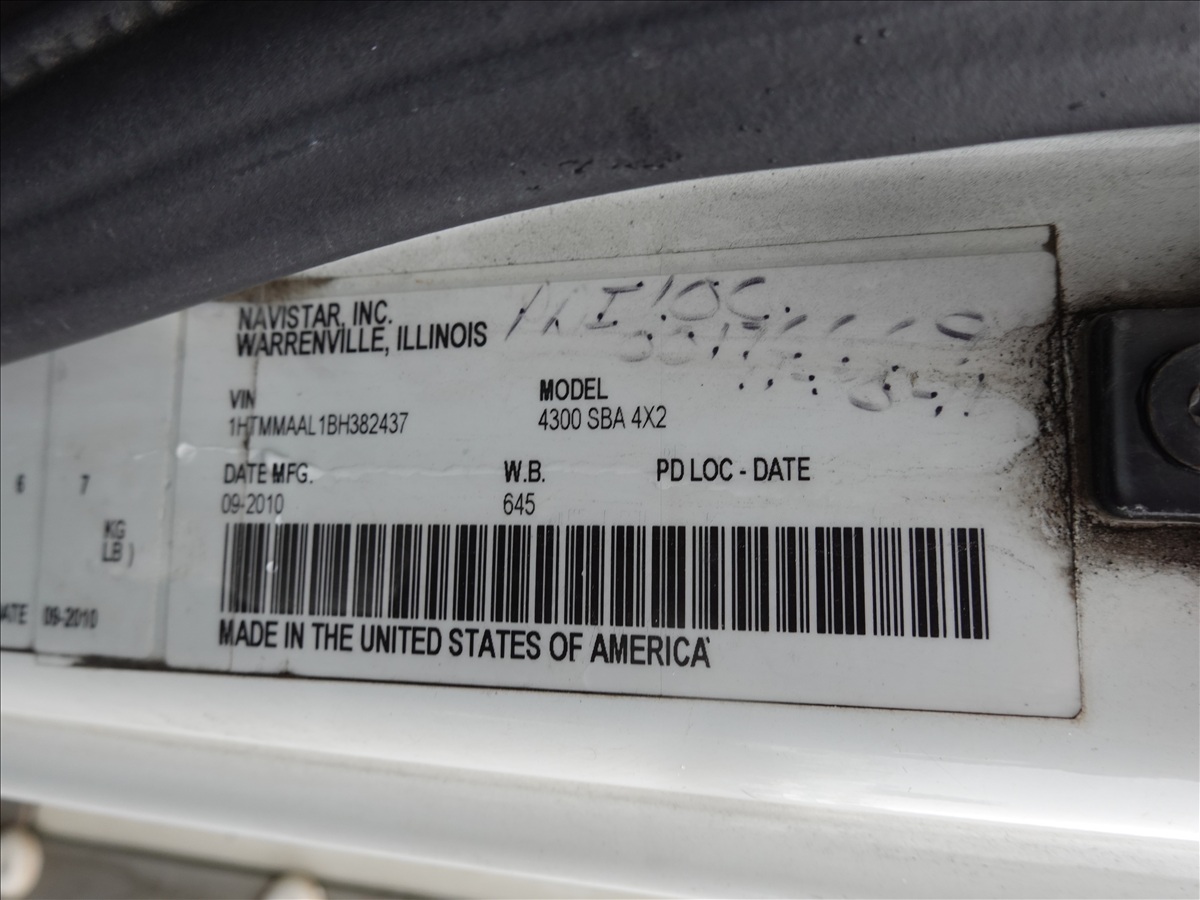 NAVISTAR, INC.
WARRENVILLE, ILLINOIS
VIN
1HTMMAAL1BH382437
MODEL
4300 SBA 4X2
DATE MFG.
09-2010
W.B.
645
PD LOC - DATE
MADE IN THE UNITED STATES OF AMERICA
6 7
KG
LB )
09-2010